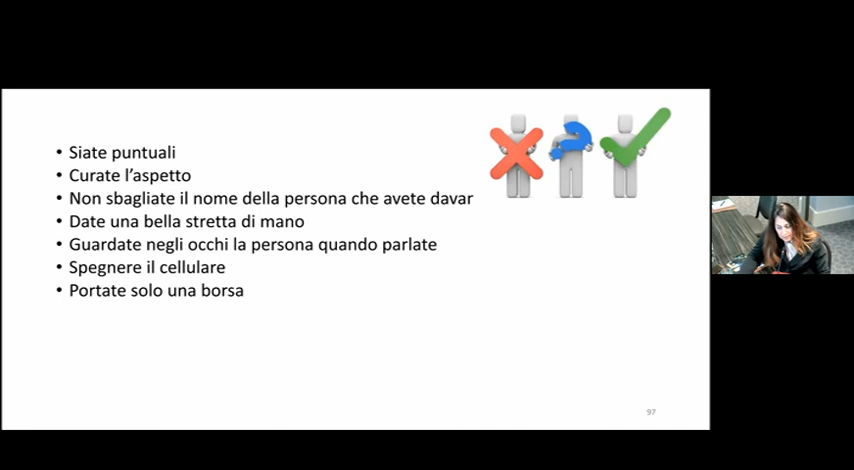 • Siate puntuali
• Curate l’aspetto
• Non sbagliate il nome della persona che avete davar
• Date una bella stretta di mano
• Guardate negli occhi la persona quando parlate
• Spegnere il cellulare
• Portate solo una borsa
97